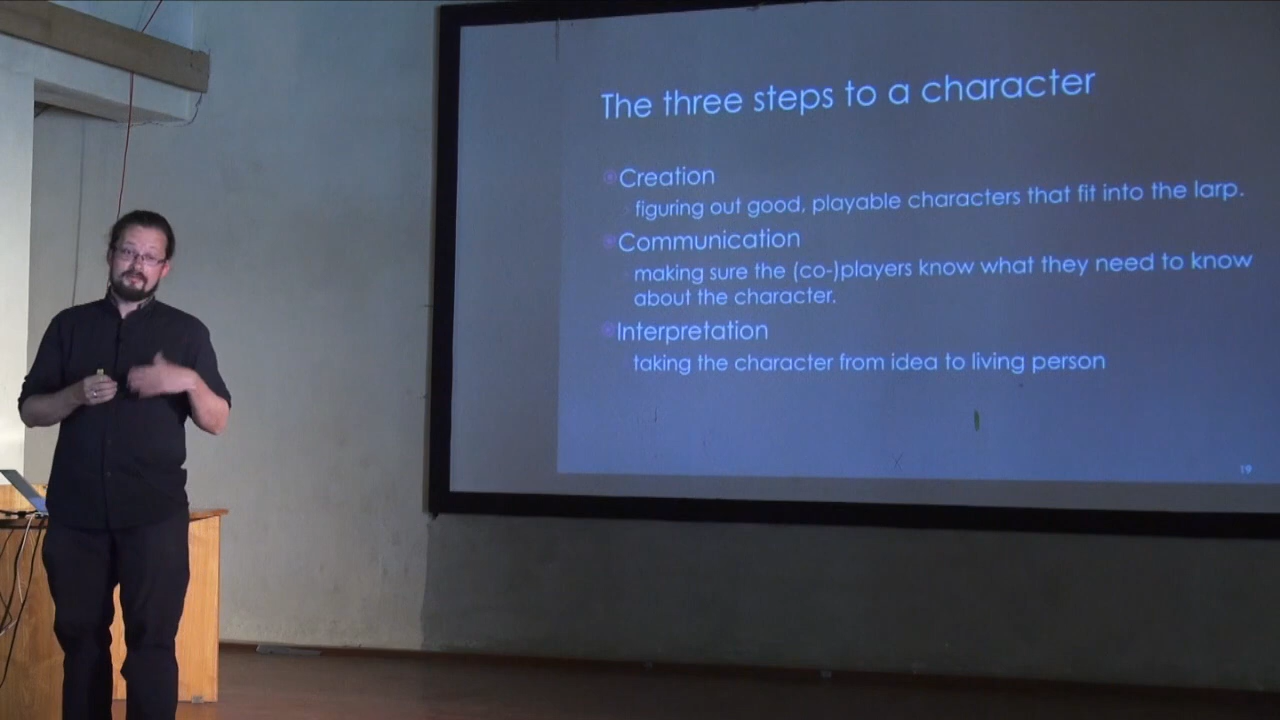 The three steps to a character
Creation
figuring out good, playable characters that fit into the larp.
Communication
making sure the (co-)players know what they need to know
about the character.
Interpretation
taking the character from idea to living person
19